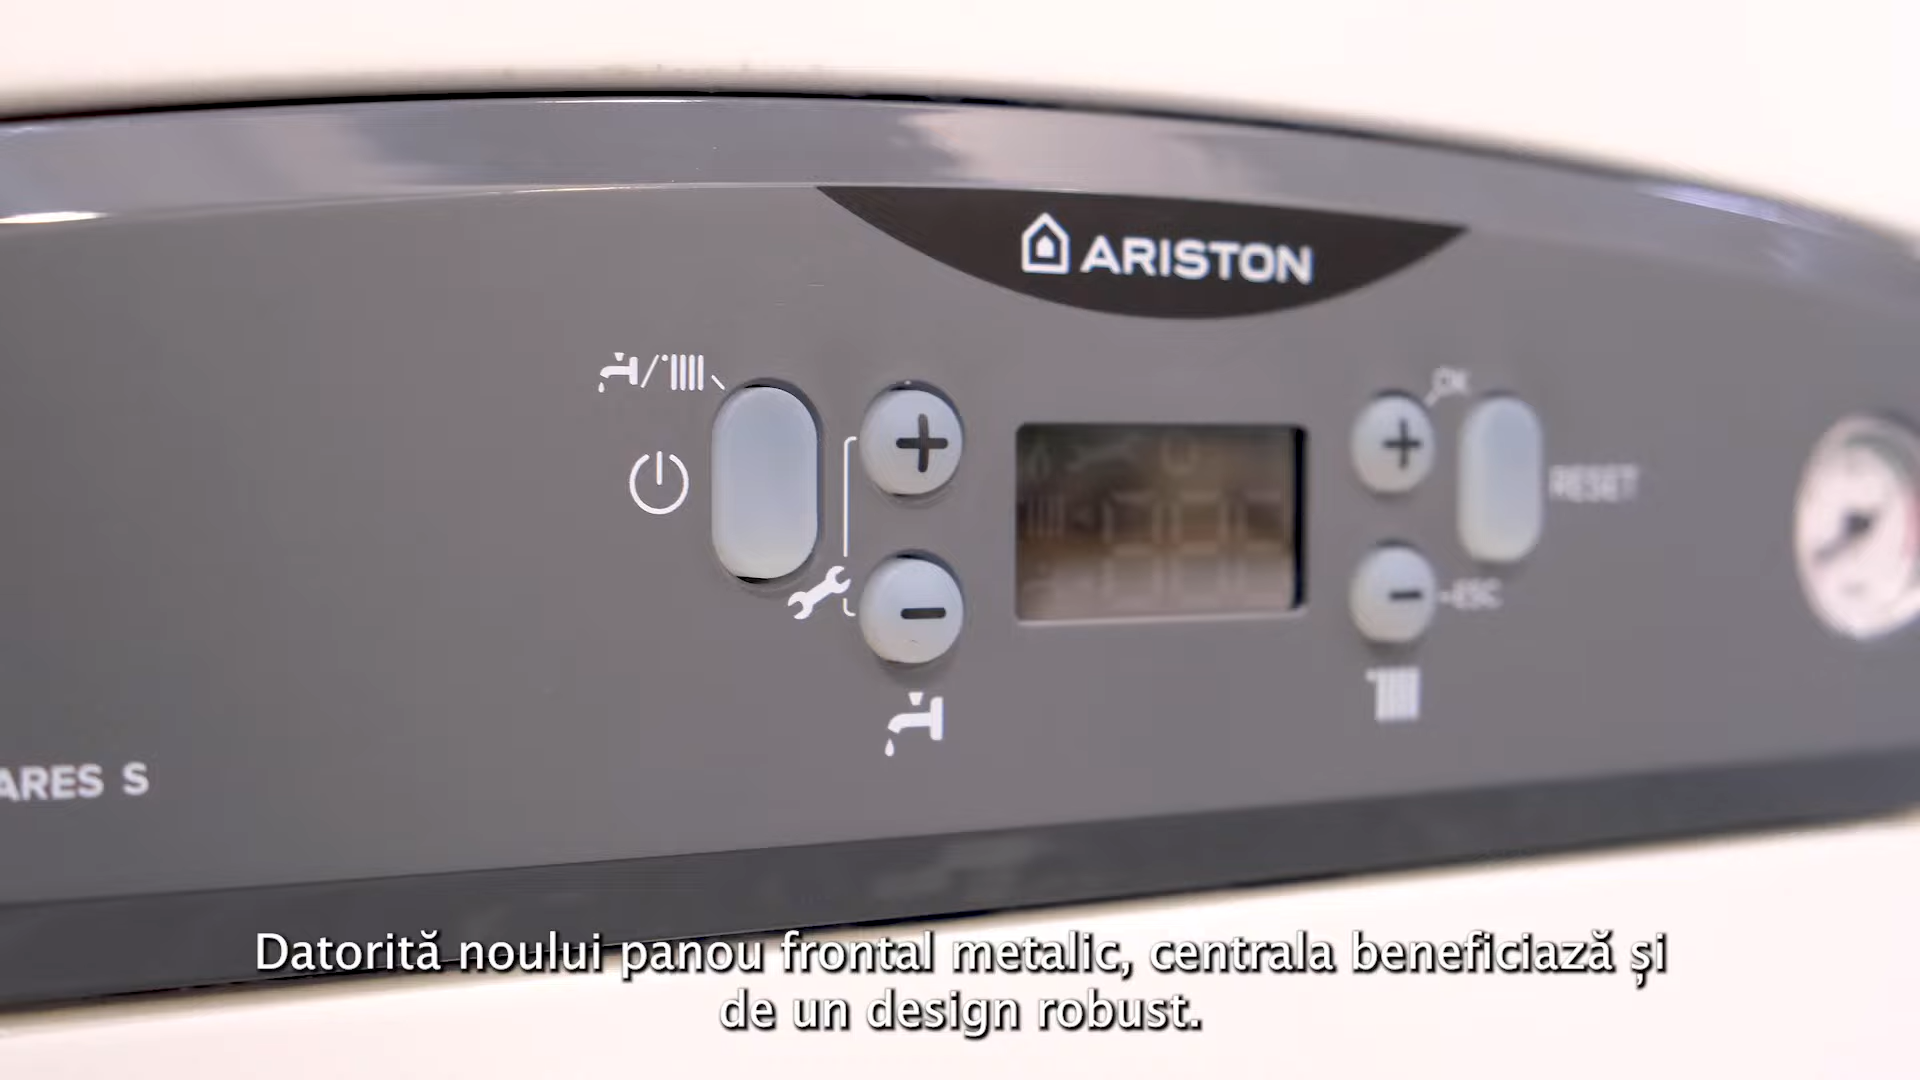 ARISTON
OK
RESET
ESC
ARES S
Datorită noului panou frontal metalic, centrala beneficiază și
de un design robust.